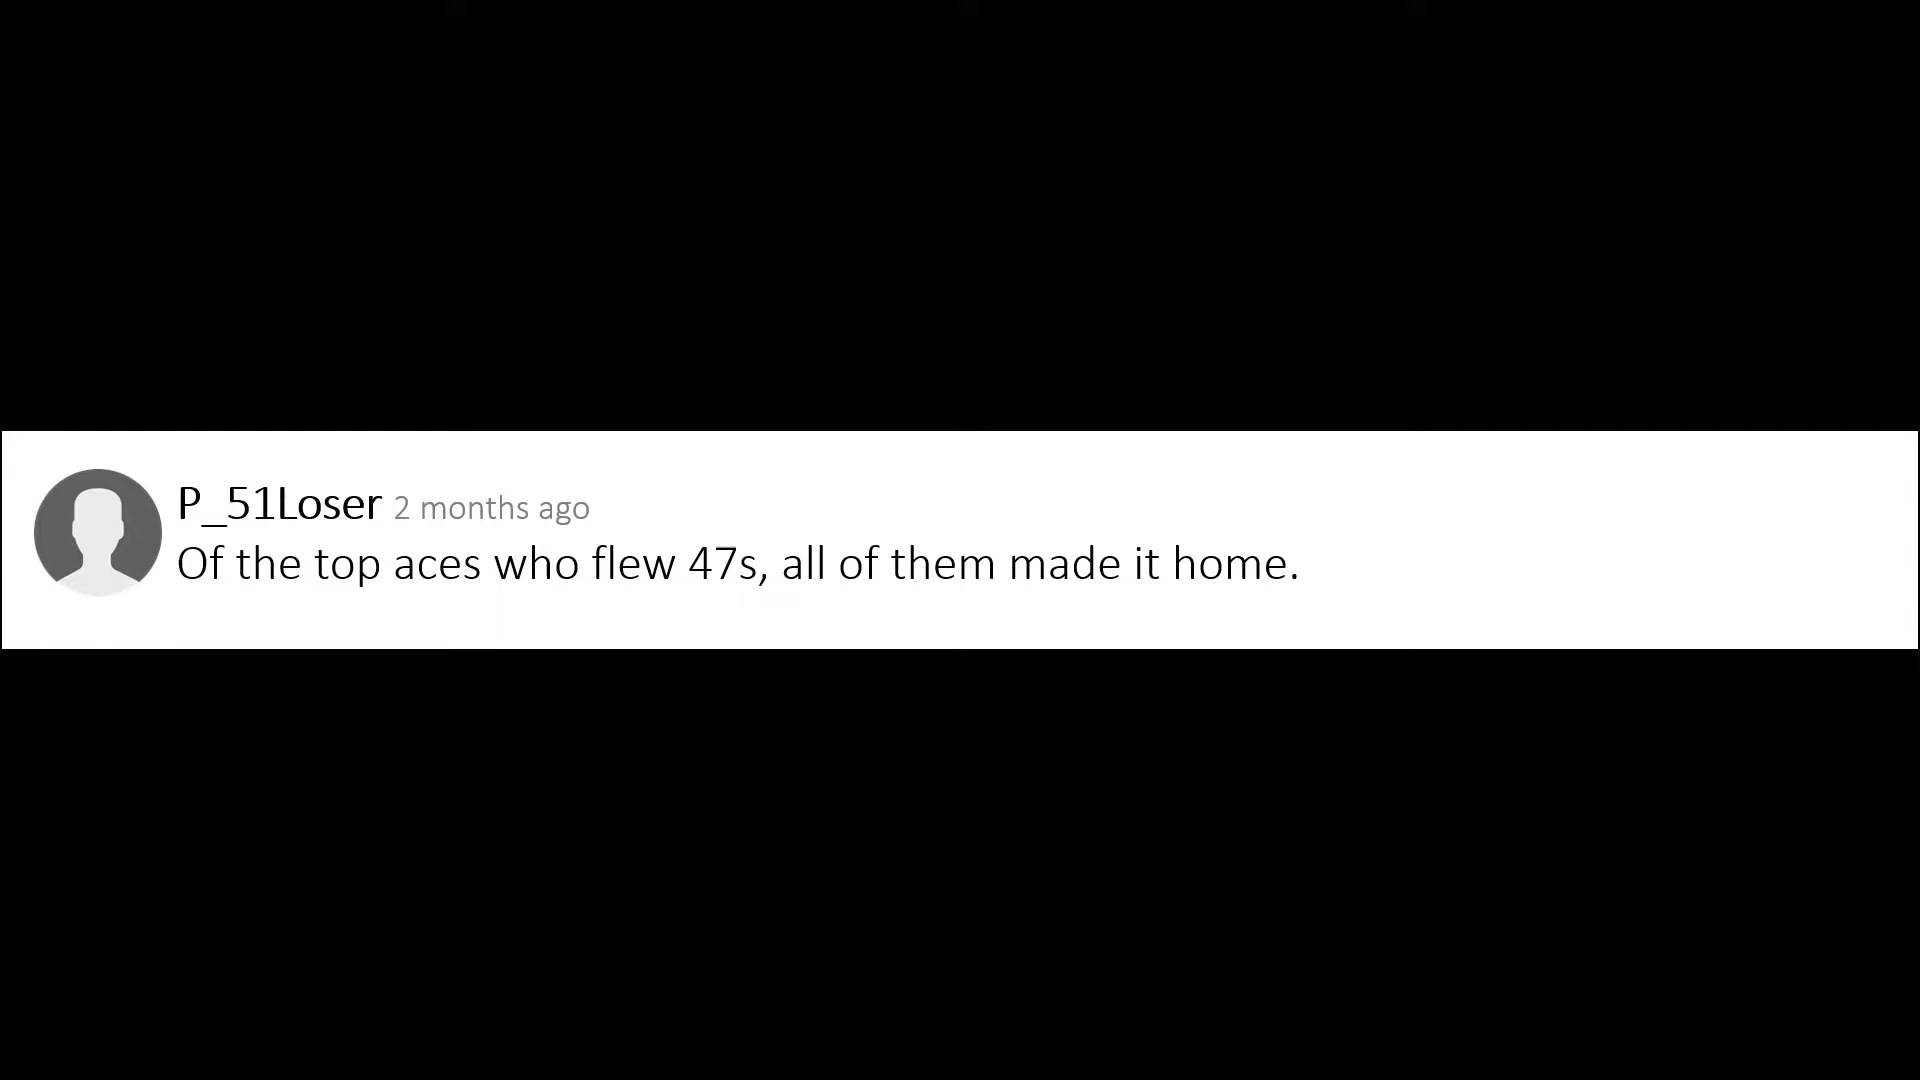 P_51Loser 2 months ago
Of the top aces who flew 47s, all of them made it home.